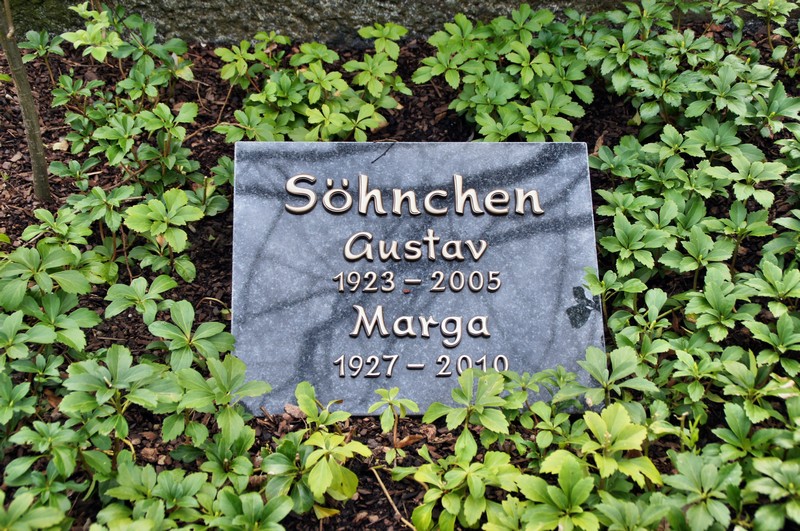 Söhnchen
Gustav
1923 – 2005
Marga
1927 – 2010